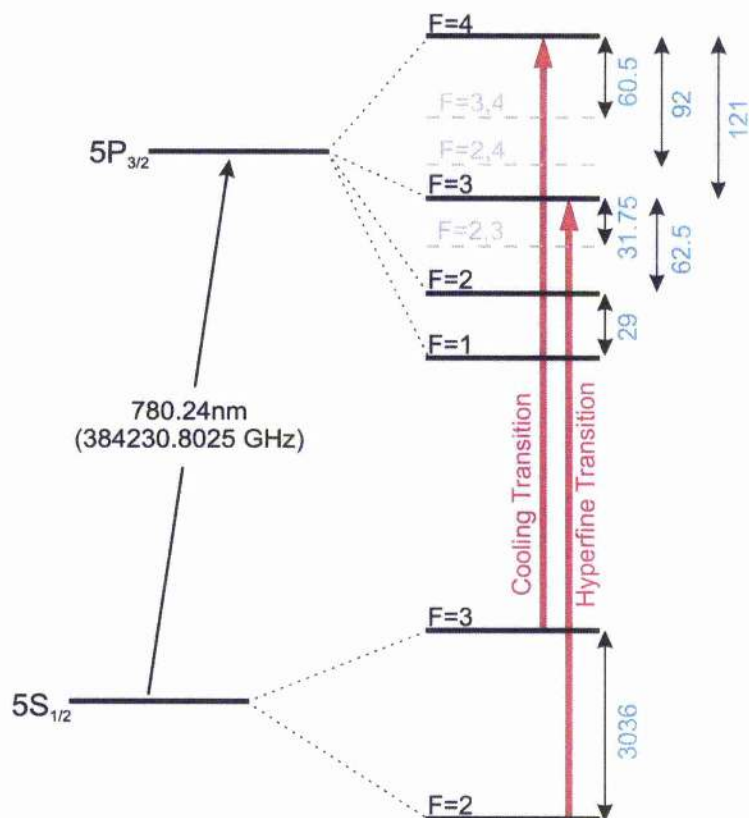 F=4
60.5
92
121
F=3,4
F=2,4
5P3/2
F=3
31.75
62.5
F=2,3
F=2
29
F=1
780.24nm
(384230.8025 GHz)
Cooling Transition
Hyperfine Transition
F=3
5S1/2
3036
F=2